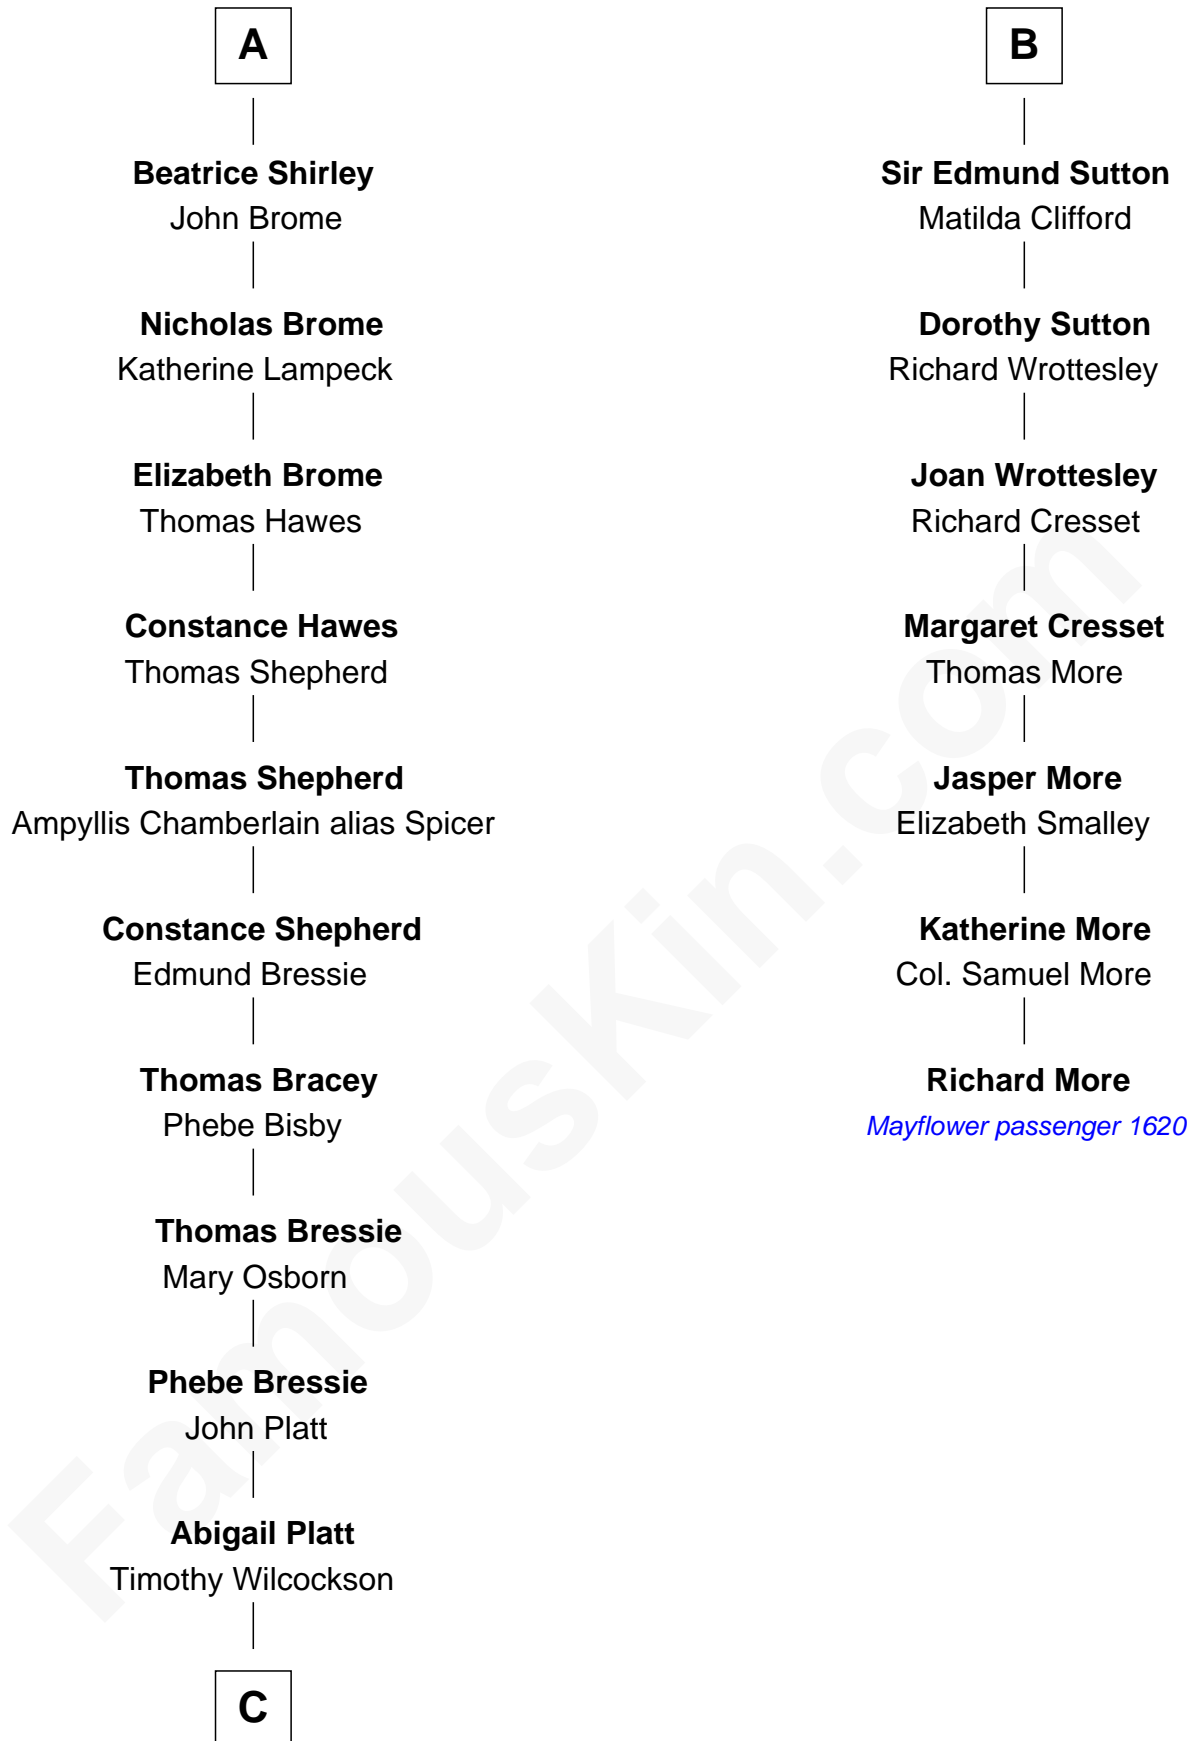 A
Beatrice Shirley
John Brome
Nicholas Brome
Katherine Lampeck
Elizabeth Brome
Thomas Hawes
Constance Hawes
Thomas Shepherd
Thomas Shepherd
Ampyllis Chamberlain alias Spicer
Constance Shepherd
Edmund Bressie
Thomas Bracey
Phebe Bisby
Thomas Bressie
Mary Osborn
Phebe Bressie
John Platt
Abigail Platt
Timothy Wilcockson
C
B
Sir Edmund Sutton
Matilda Clifford
Dorothy Sutton
Richard Wrottesley
Joan Wrottesley
Richard Cresset
Margaret Cresset
Thomas More
Jasper More
Elizabeth Smalley
Katherine More
Col. Samuel More
Richard More
Mayflower passenger 1620
FamousKin.com